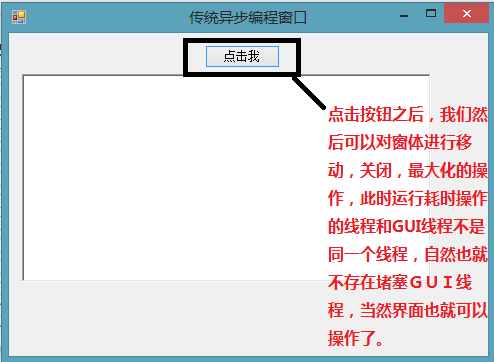 传统异步编程窗口
点击我
点击按钮之后，我们然
后可以对窗体进行移
动，关闭，最大化的操
作，此时运行耗时操作
的线程和GUI线程不是
同一个线程，自然也就
不存在堵塞ＧＵＩ线
程，当然界面也就可以
操作了。